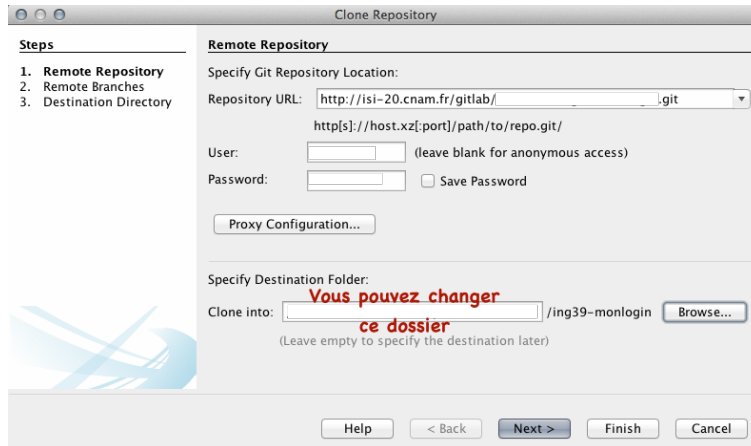 Clone Repository
Steps
1. Remote Repository
2. Remote Branches
3. Destination Directory
Remote Repository
Specify Git Repository Location:
Repository URL: http://isi-20.cnam.fr/gitlab/ .git
http[s]://host.xz[:port]/path/to/repo.git/
User: (leave blank for anonymous access)
Password: Save Password
Proxy Configuration...
Specify Destination Folder:
Vous pouvez changer
Clone into: /ing39-monlogin Browse...
ce dossier
(Leave empty to specify the destination later)
Help < Back Next > Finish Cancel